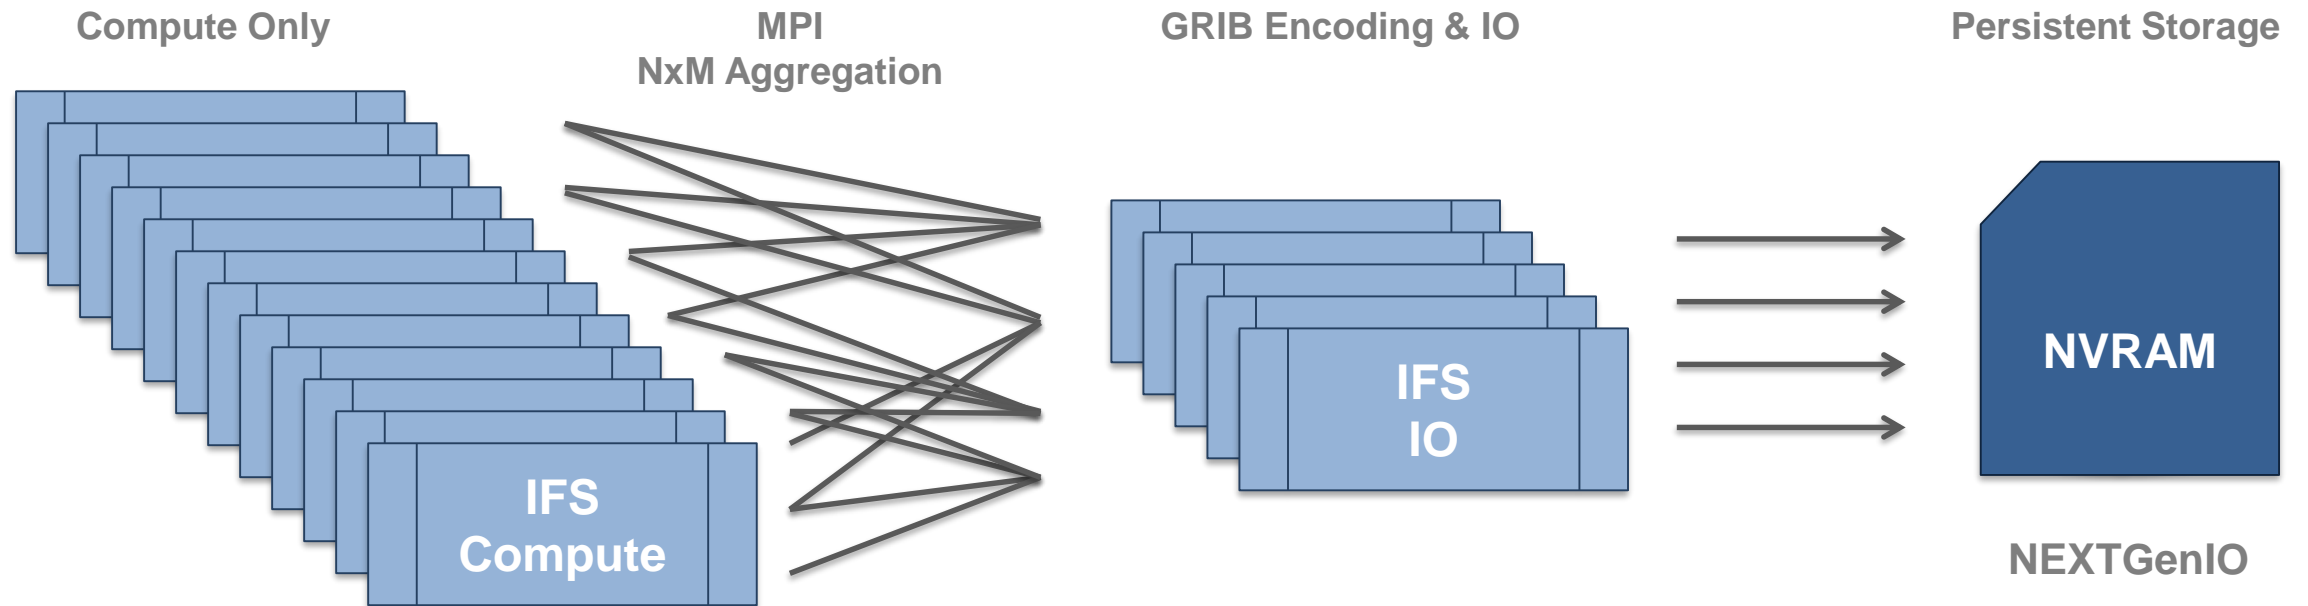 Compute Only
MPI
NxM Aggregation
GRIB Encoding & IO
Persistent Storage
IFS
Compute
IFS
IO
NVRAM
NEXTGenIO